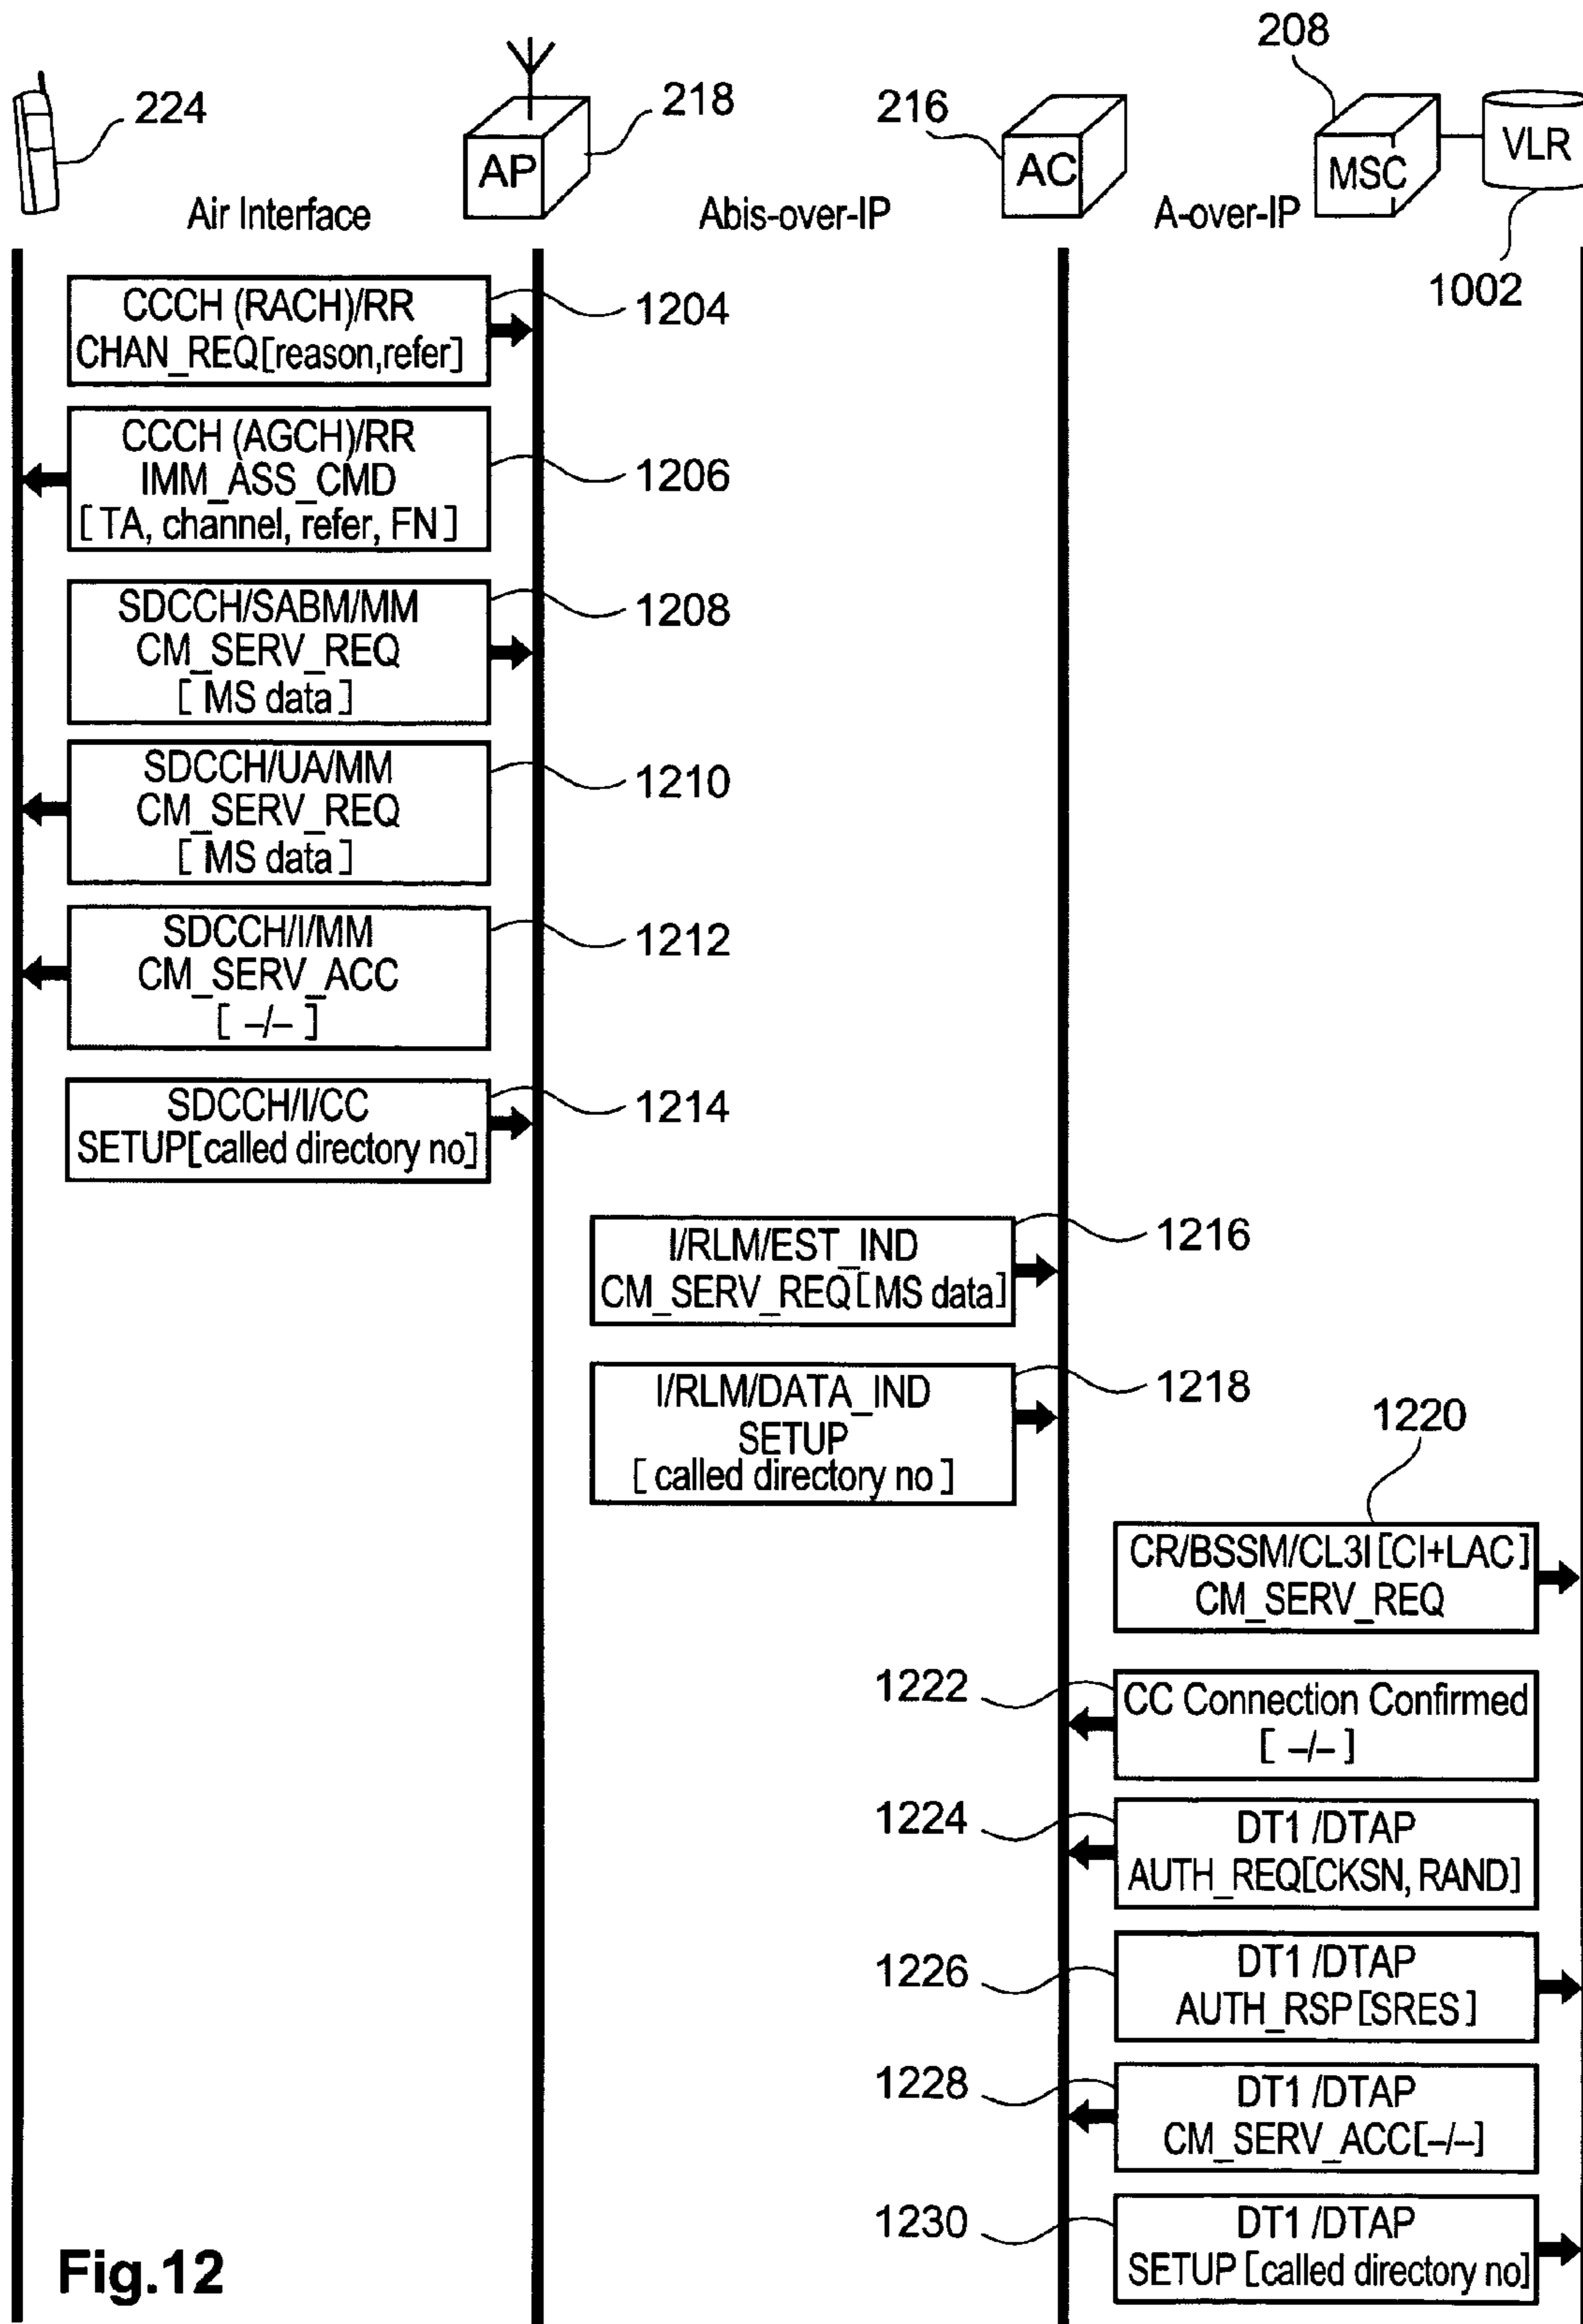 208
224
218
216
AP
AC
MSC
VLR
Air Interface
Abis-over-IP
A-over-IP
1002
CCCH (RACH)/RR
CHAN_REQ[reason,refer]
1204
CCCH (AGCH)/RR
IMM_ASS_CMD
[ TA, channel, refer, FN ]
1206
SDCCH/SABM/MM
CM_SERV_REQ
[ MS data ]
1208
SDCCH/UA/MM
CM_SERV_REQ
[ MS data ]
1210
SDCCH/I/MM
CM_SERV_ACC
[ –/– ]
1212
SDCCH/I/CC
SETUP[called directory no]
1214
I/RLM/EST_IND
CM_SERV_REQ[MS data]
1216
I/RLM/DATA_IND
SETUP
[ called directory no ]
1218
1220
CR/BSSM/CL3I[CI+LAC]
CM_SERV_REQ
1222
CC Connection Confirmed
[ –/– ]
1224
DT1 /DTAP
AUTH_REQ[CKSN, RAND]
1226
DT1 /DTAP
AUTH_RSP[SRES]
1228
DT1 /DTAP
CM_SERV_ACC[–/–]
1230
DT1 /DTAP
SETUP [called directory no]
Fig.12